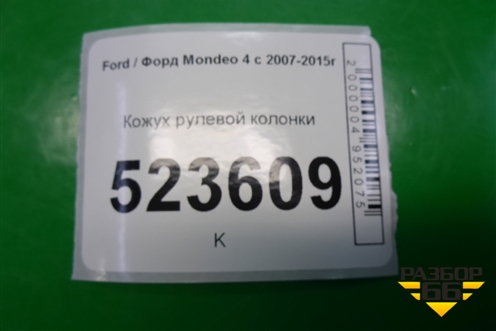 Ford / Форд Mondeo 4 с 2007-2015г
Кожух рулевой колонки
523609
К
2000004952075
РАЗБОР
66